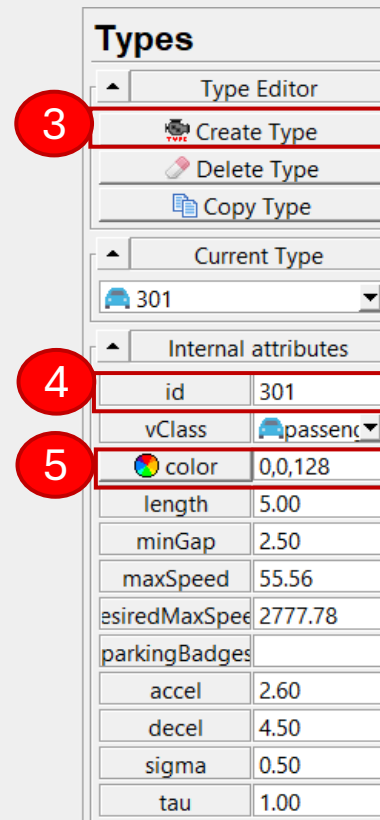 Types
Type Editor
3
TYPE Create Type
Delete Type
Copy Type
Current Type
301
Internal attributes
4
id 301
vClass passeng
5
color 0,0,128
length 5.00
minGap 2.50
maxSpeed 55.56
esiredMaxSpee 2777.78
parkingBadges
accel 2.60
decel 4.50
sigma 0.50
tau 1.00